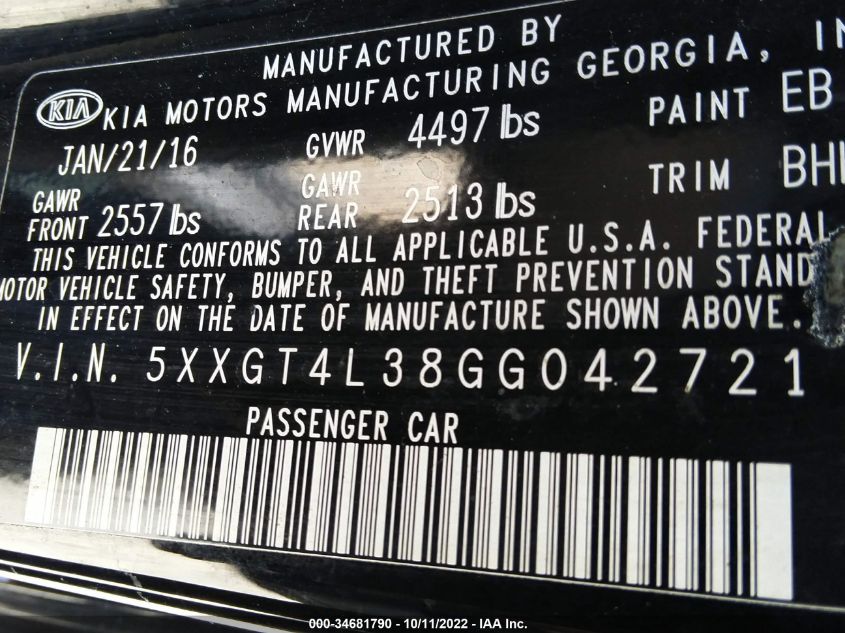 MANUFACTURED BY
KIA KIA MOTORS MANUFACTURING GEORGIA,
JAN/21/16 GVWR 4497 lbs PAINT EB
GAWR FRONT 2557 lbs GAWR REAR 2513 lbs TRIM
THIS VEHICLE CONFORMS TO ALL APPLICABLE U.S.A. FEDERAL
MOTOR VEHICLE SAFETY, BUMPER, AND THEFT PREVENTION STAND
IN EFFECT ON THE DATE OF MANUFACTURE SHOWN ABOVE.
V.I.N. 5XXGT4L38GG042721
PASSENGER CAR
000-34681790 - 10/11/2022 - IAA Inc.